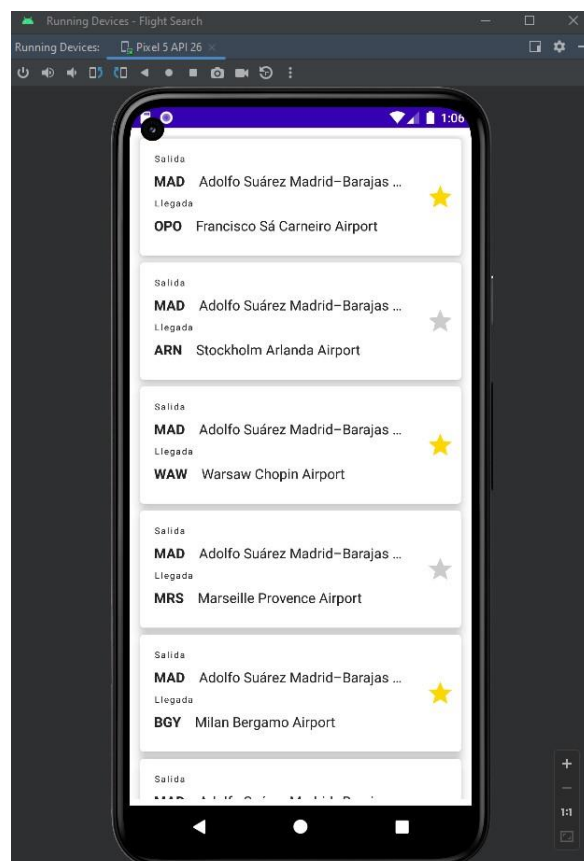 Running Devices - Flight Search
Running Devices: Pixel 5 API 26
1:06
Salida
MAD Adolfo Suárez Madrid–Barajas ...
Llegada
OPO Francisco Sá Carneiro Airport
Salida
MAD Adolfo Suárez Madrid–Barajas ...
Llegada
ARN Stockholm Arlanda Airport
Salida
MAD Adolfo Suárez Madrid–Barajas ...
Llegada
WAW Warsaw Chopin Airport
Salida
MAD Adolfo Suárez Madrid–Barajas ...
Llegada
MRS Marseille Provence Airport
Salida
MAD Adolfo Suárez Madrid–Barajas ...
Llegada
BGY Milan Bergamo Airport
Salida
1:1